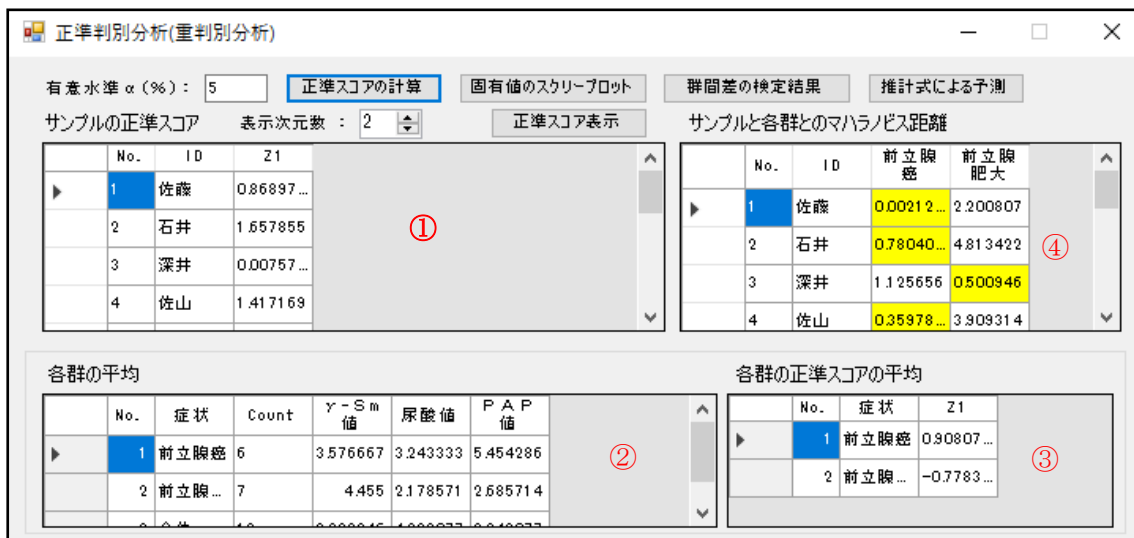 正準判別分析(重判別分析)
有意水準α(%): 5 正準スコアの計算 固有値のスクリープロット 群間差の検定結果 推計式による予測
サンプルの正準スコア 表示次元数 : 2 正準スコア表示 サンプルと各群とのマハラノビス距離
No. ID Z1
1 佐藤 0.86897...
2 石井 1.657855
3 深井 0.00757...
4 佐山 1.417169
①
No. ID 前立腺癌 前立腺肥大
1 佐藤 0.00212... 2.200807
2 石井 0.78040... 4.813422
3 深井 1.125656 0.500946
4 佐山 0.35978... 3.909314
④
各群の平均
No. 症状 Count γ-Sm値 尿酸値 PAP値
1 前立腺癌 6 3.576667 3.243333 5.454286
2 前立腺... 7 4.455 2.178571 2.685714
②
各群の正準スコアの平均
No. 症状 Z1
1 前立腺癌 0.90807...
2 前立腺... -0.7783...
③